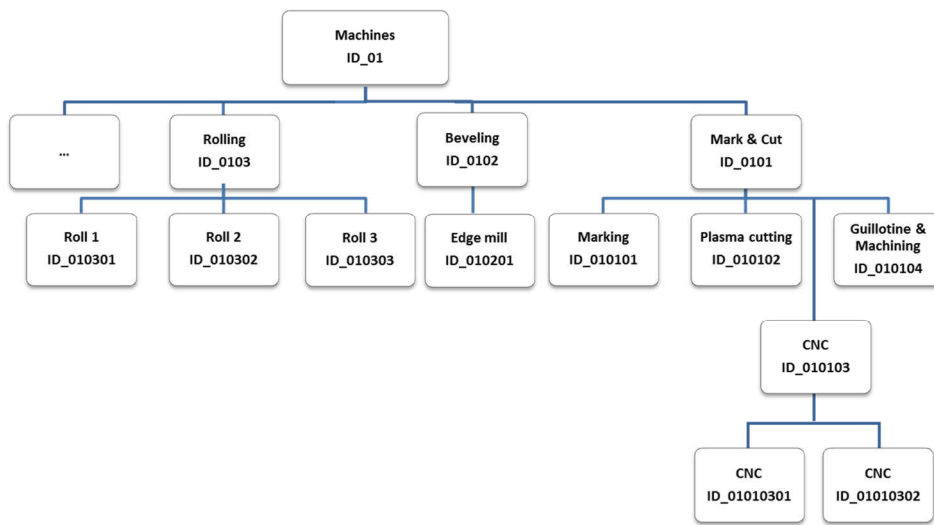 Machines
ID_01
...
Rolling
ID_0103
Beveling
ID_0102
Mark & Cut
ID_0101
Roll 1
ID_010301
Roll 2
ID_010302
Roll 3
ID_010303
Edge mill
ID_010201
Marking
ID_010101
Plasma cutting
ID_010102
Guillotine &
Machining
ID_010104
CNC
ID_010103
CNC
ID_01010301
CNC
ID_01010302